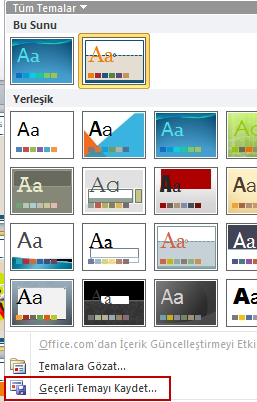 Tüm Temalar
Bu Sunu
Aa Aa
Yerleşik
Aa Aa Aa Aa
Aa Aa Aa Aa
Aa Aa Aa Aa
Aa Aa Aa Aa
Office.com'dan İçerik Güncelleştirmeyi Etki
Temalara Gözat...
Geçerli Temayı Kaydet...